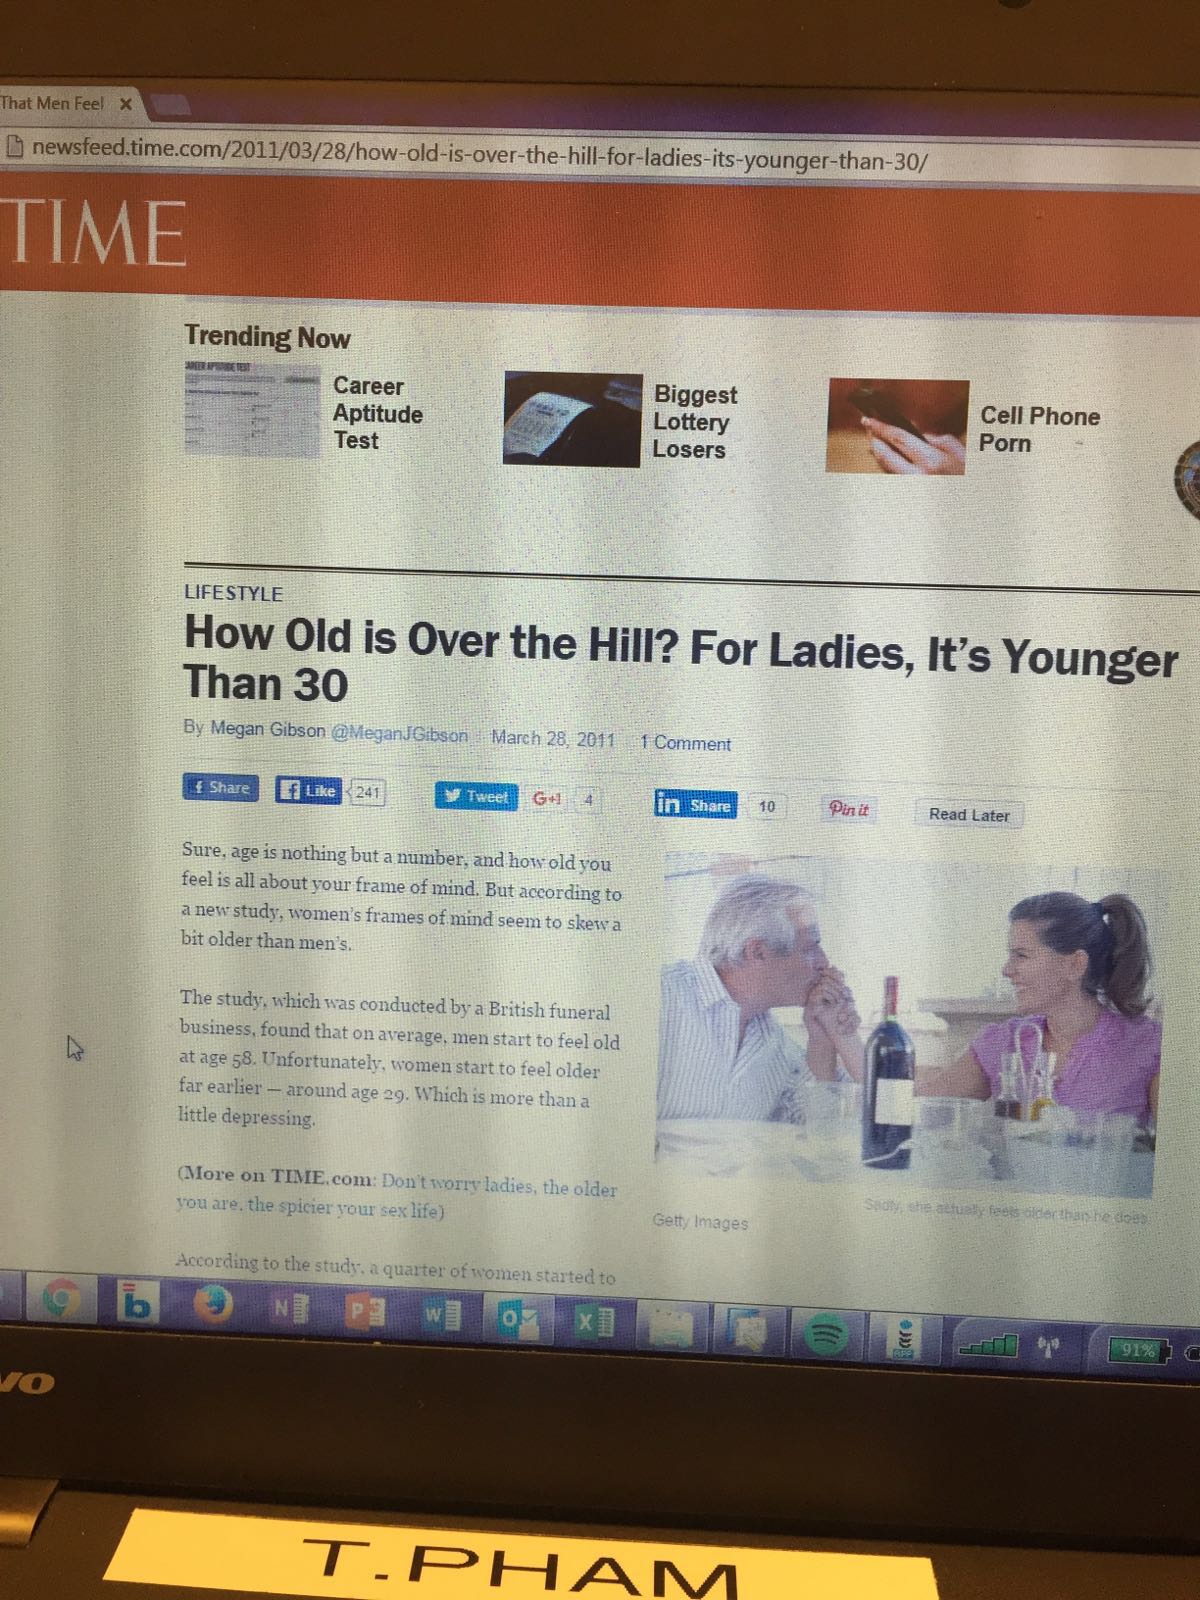 That Men Feel
newsfeed.time.com/2011/03/28/how-old-is-over-the-hill-for-ladies-its-younger-than-30/
TIME
Trending Now
CAREER APTITUDE TEST
Career
Aptitude
Test
Biggest
Lottery
Losers
Cell Phone
Porn
LIFESTYLE
How Old is Over the Hill? For Ladies, It's Younger
Than 30
By Megan Gibson @MeganJGibson March 28, 2011 1 Comment
f Share f Like 241 Tweet G+1 4 in Share 10 Pin it Read Later
Sure, age is nothing but a number, and how old you
feel is all about your frame of mind. But according to
a new study, women's frames of mind seem to skew a
bit older than men's.
The study, which was conducted by a British funeral
business, found that on average, men start to feel old
at age 58. Unfortunately, women start to feel older
far earlier — around age 29. Which is more than a
little depressing.
(More on TIME.com: Don't worry ladies, the older
you are, the spicier your sex life)
According to the study, a quarter of women started to
Getty Images
Sadly, she actually feels older than he does.
b N P W O X APP 91%
VO
T.PHAM